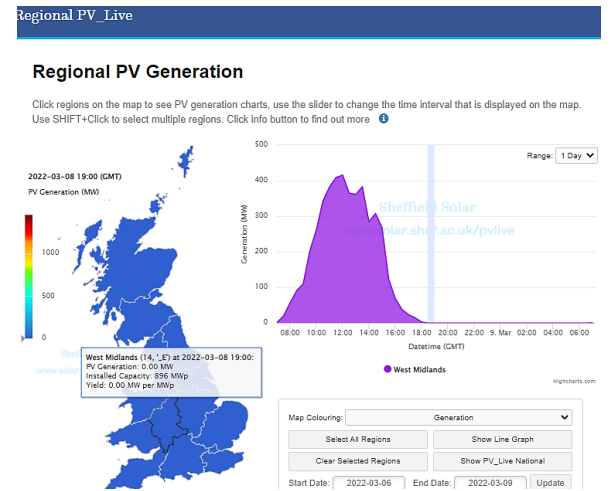 Regional PV_Live
Regional PV Generation
Click regions on the map to see PV generation charts, use the slider to change the time interval that is displayed on the map.
Use SHIFT+Click to select multiple regions. Click info button to find out more
2022-03-08 19:00 (GMT)
PV Generation (MW)
1000
500
0
West Midlands (14, '_E) at 2022-03-08 19:00:
PV Generation: 0.00 MW
Installed Capacity: 896 MWp
Yield: 0.00 MW per MWp
Range: 1 Day
500
400
300
200
100
0
Generation (MW)
Sheffield Solar
08:00 10:00 12:00 14:00 16:00 18:00 20:00 22:00 9. Mar 02:00 04:00 06:00
Datetime (GMT)
West Midlands
Highcharts.com
Map Colouring: Generation
Select All Regions Show Line Graph
Clear Selected Regions Show PV_Live National
Start Date: 2022-03-06 End Date: 2022-03-09 Update